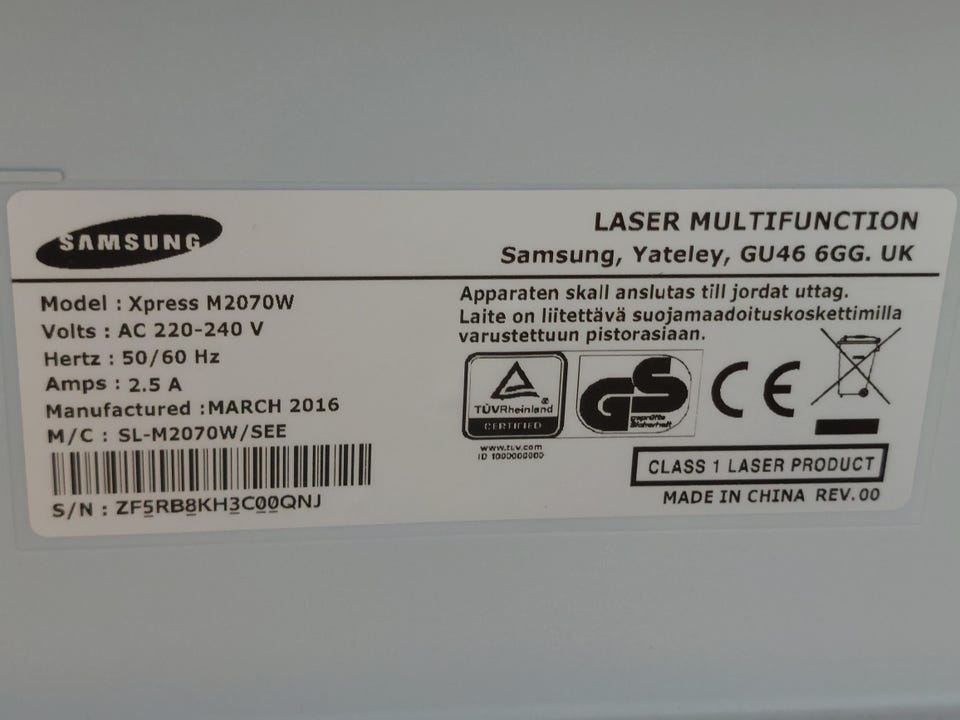 SAMSUNG
LASER MULTIFUNCTION
Samsung, Yateley, GU46 6GG. UK
Model : Xpress M2070W
Volts : AC 220-240 V
Hertz : 50/60 Hz
Amps : 2.5 A
Manufactured :MARCH 2016
M/C : SL-M2070W/SEE
S/N : ZF5RB8KH3C00QNJ
Apparaten skall anslutas till jordat uttag.
Laite on liitettävä suojamaadoituskoskettimilla
varustettuun pistorasiaan.
TÜVRheinland®
CERTIFIED
www.tuv.com
ID 1000000000
GS
geprüfte
Sicherheit
CE
CLASS 1 LASER PRODUCT
MADE IN CHINA REV.00